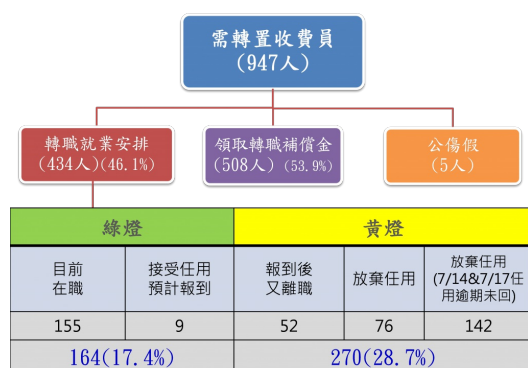 需轉置收費員
(947人)
轉職就業安排
(434人)(46.1%)
領取轉職補償金
(508人) (53.9%)
公傷假
(5人)
綠燈
黃燈
目前
在職
接受任用
預計報到
報到後
又離職
放棄任用
放棄任用
(7/14&7/17任
用逾期未回)
155
9
52
76
142
164(17.4%)
270(28.7%)